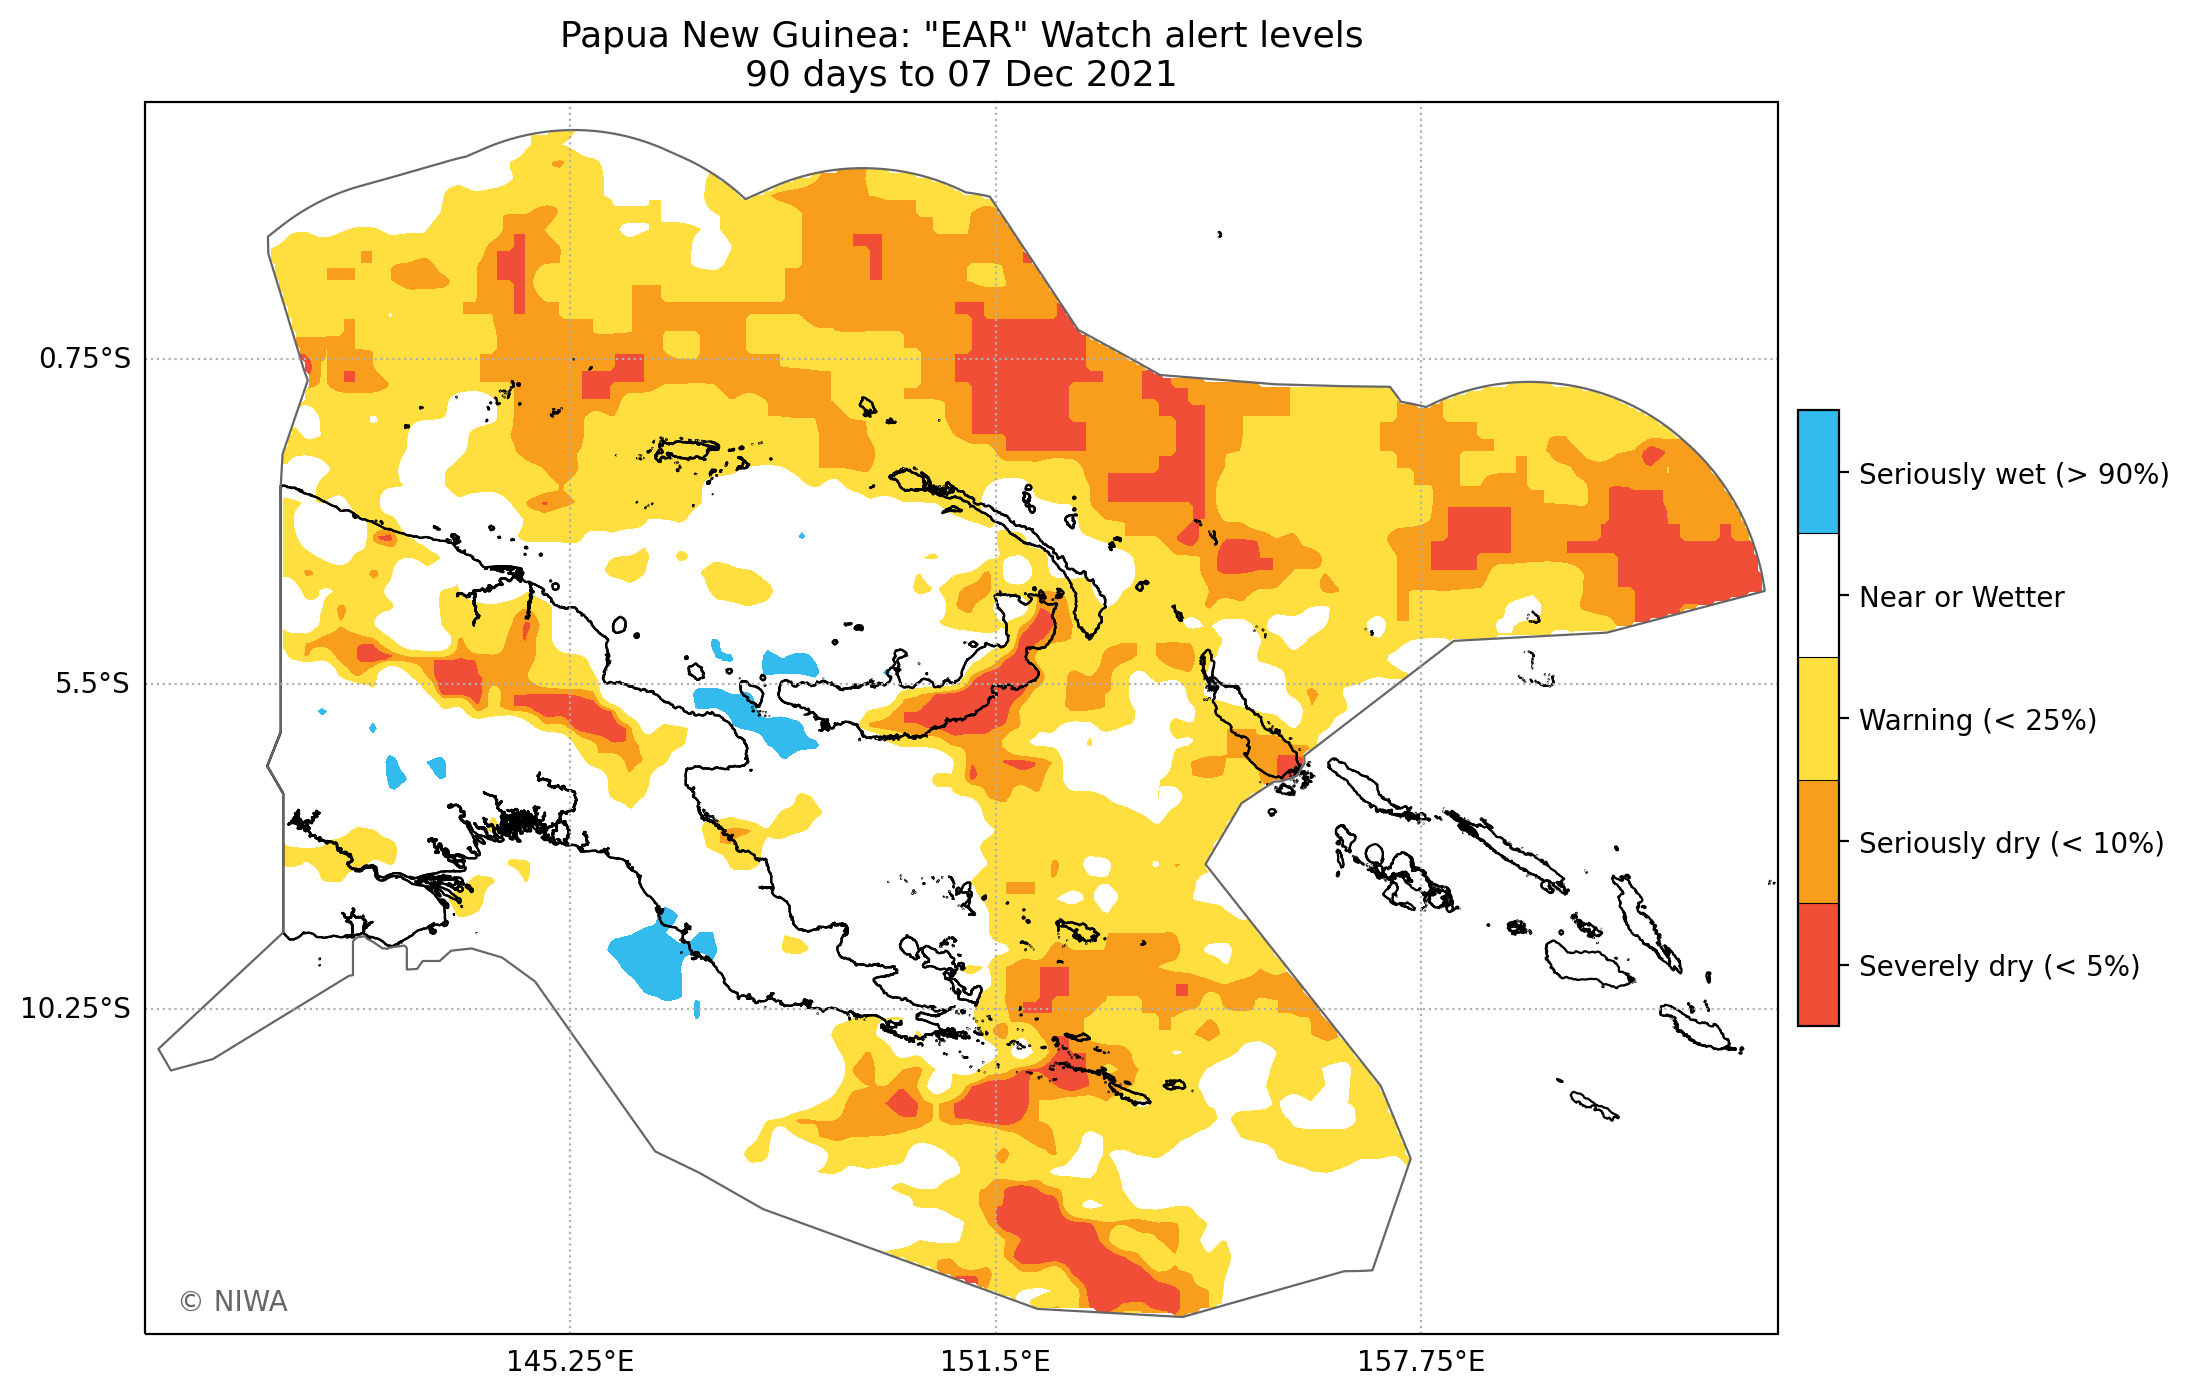 Papua New Guinea: "EAR" Watch alert levels
90 days to 07 Dec 2021
0.75°S
5.5°S
10.25°S
145.25°E
151.5°E
157.75°E
Seriously wet (> 90%)
Near or Wetter
Warning (< 25%)
Seriously dry (< 10%)
Severely dry (< 5%)
© NIWA